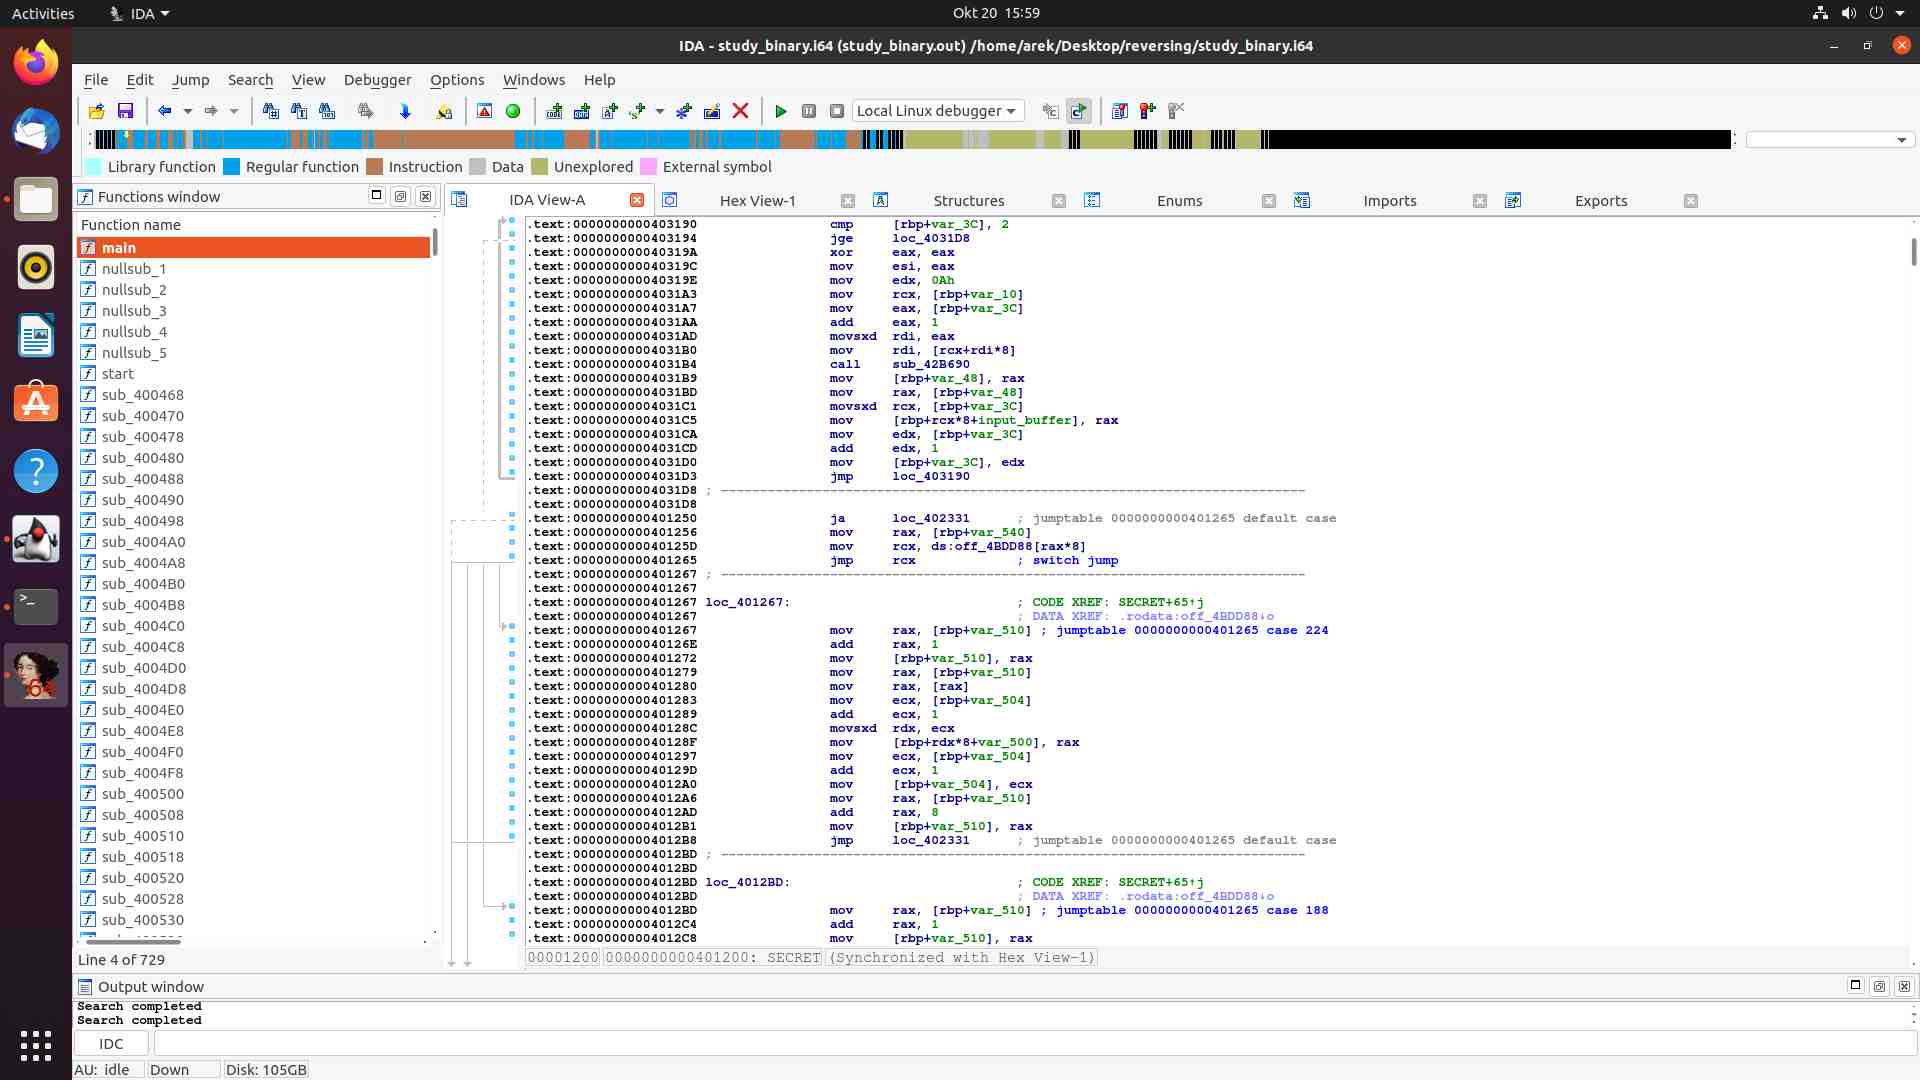 Activities
IDA
Okt 20 15:59
IDA - study_binary.i64 (study_binary.out) /home/arek/Desktop/reversing/study_binary.i64
File Edit Jump Search View Debugger Options Windows Help
Local Linux debugger
Library function Regular function Instruction Data Unexplored External symbol
Functions window
IDA View-A
Hex View-1
Structures
Enums
Imports
Exports
Function name
main
nullsub_1
nullsub_2
nullsub_3
nullsub_4
nullsub_5
start
sub_400468
sub_400470
sub_400478
sub_400480
sub_400488
sub_400490
sub_400498
sub_4004A0
sub_4004A8
sub_4004B0
sub_4004B8
sub_4004C0
sub_4004C8
sub_4004D0
sub_4004D8
sub_4004E0
sub_4004E8
sub_4004F0
sub_4004F8
sub_400500
sub_400508
sub_400510
sub_400518
sub_400520
sub_400528
sub_400530
Line 4 of 729
.text:0000000000403190 cmp [rbp+var_3C], 2
.text:0000000000403194 jge loc_4031D8
.text:000000000040319A xor eax, eax
.text:000000000040319C mov esi, eax
.text:000000000040319E mov edx, 0Ah
.text:00000000004031A3 mov rcx, [rbp+var_10]
.text:00000000004031A7 mov eax, [rbp+var_3C]
.text:00000000004031AA add eax, 1
.text:00000000004031AD movsxd rdi, eax
.text:00000000004031B0 mov rdi, [rcx+rdi*8]
.text:00000000004031B4 call sub_42B690
.text:00000000004031B9 mov [rbp+var_48], rax
.text:00000000004031BD mov rax, [rbp+var_48]
.text:00000000004031C1 movsxd rcx, [rbp+var_3C]
.text:00000000004031C5 mov [rbp+rcx*8+input_buffer], rax
.text:00000000004031CA mov edx, [rbp+var_3C]
.text:00000000004031CD add edx, 1
.text:00000000004031D0 mov [rbp+var_3C], edx
.text:00000000004031D3 jmp loc_403190
.text:00000000004031D8 ; ---------------------------------------------------------------------------
.text:00000000004031D8
.text:0000000000401250 ja loc_402331 ; jumptable 0000000000401265 default case
.text:0000000000401256 mov rax, [rbp+var_540]
.text:000000000040125D mov rcx, ds:off_4BDD88[rax*8]
.text:0000000000401265 jmp rcx ; switch jump
.text:0000000000401267 ; ---------------------------------------------------------------------------
.text:0000000000401267
.text:0000000000401267 loc_401267: ; CODE XREF: SECRET+65↑j
.text:0000000000401267 ; DATA XREF: .rodata:off_4BDD88↓o
.text:0000000000401267 mov rax, [rbp+var_510] ; jumptable 0000000000401265 case 224
.text:000000000040126E add rax, 1
.text:0000000000401272 mov [rbp+var_510], rax
.text:0000000000401279 mov rax, [rbp+var_510]
.text:0000000000401280 mov rax, [rax]
.text:0000000000401283 mov ecx, [rbp+var_504]
.text:0000000000401289 add ecx, 1
.text:000000000040128C movsxd rdx, ecx
.text:000000000040128F mov [rbp+rdx*8+var_500], rax
.text:0000000000401297 mov ecx, [rbp+var_504]
.text:000000000040129D add ecx, 1
.text:00000000004012A0 mov [rbp+var_504], ecx
.text:00000000004012A6 mov rax, [rbp+var_510]
.text:00000000004012AD add rax, 8
.text:00000000004012B1 mov [rbp+var_510], rax
.text:00000000004012B8 jmp loc_402331 ; jumptable 0000000000401265 default case
.text:00000000004012BD ; ---------------------------------------------------------------------------
.text:00000000004012BD
.text:00000000004012BD loc_4012BD: ; CODE XREF: SECRET+65↑j
.text:00000000004012BD ; DATA XREF: .rodata:off_4BDD88↓o
.text:00000000004012BD mov rax, [rbp+var_510] ; jumptable 0000000000401265 case 188
.text:00000000004012C4 add rax, 1
.text:00000000004012C8 mov [rbp+var_510], rax
00001200 0000000000401200: SECRET (Synchronized with Hex View-1)
Output window
Search completed
Search completed
IDC
AU: idle Down Disk: 105GB